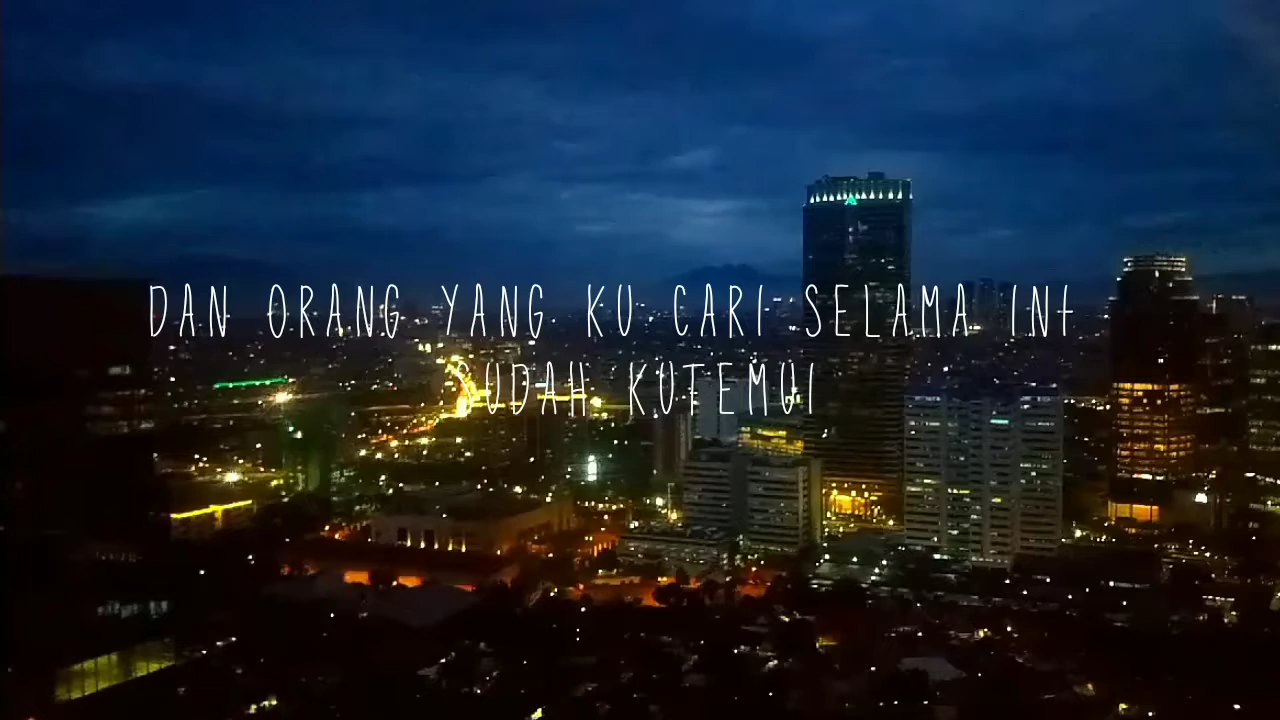 DAN ORANG YANG KU CARI SELAMA INI
SUDAH KUTEMUI